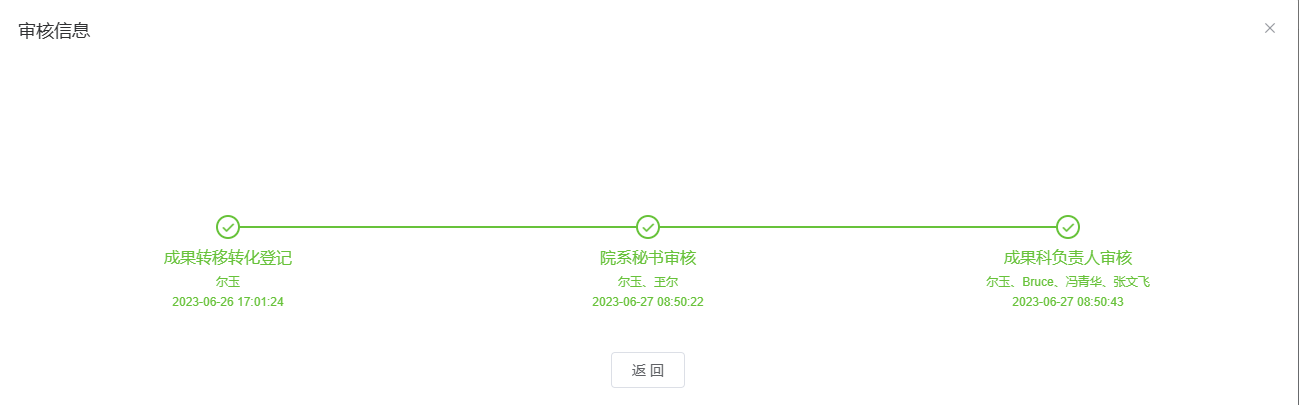 审核信息
成果转移转化登记
尔玉
2023-06-26 17:01:24
院系秘书审核
尔玉、玊尔
2023-06-27 08:50:22
成果科负责人审核
尔玉、Bruce、冯青华、张文飞
2023-06-27 08:50:43
返 回